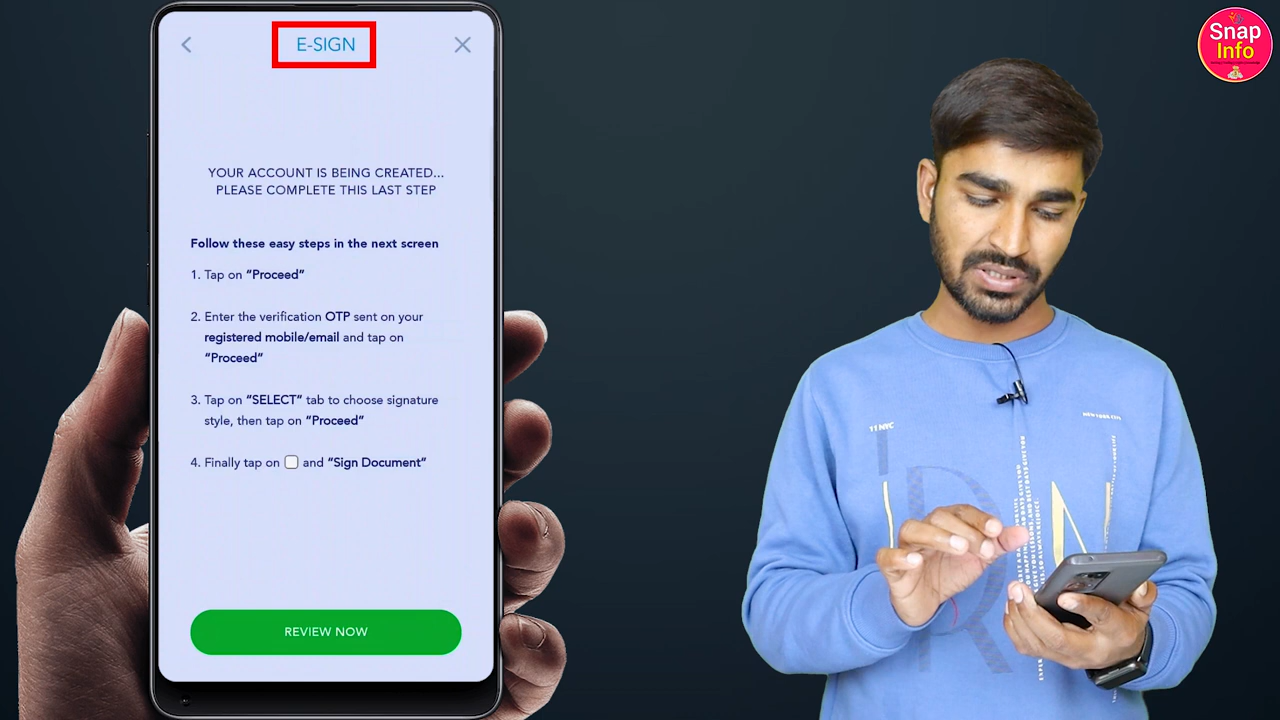 E-SIGN
YOUR ACCOUNT IS BEING CREATED...
PLEASE COMPLETE THIS LAST STEP
Follow these easy steps in the next screen
1. Tap on “Proceed”
2. Enter the verification OTP sent on your
registered mobile/email and tap on
“Proceed”
3. Tap on “SELECT” tab to choose signature
style, then tap on “Proceed”
4. Finally tap on and “Sign Document”
REVIEW NOW
Snap
Info
11 NYC